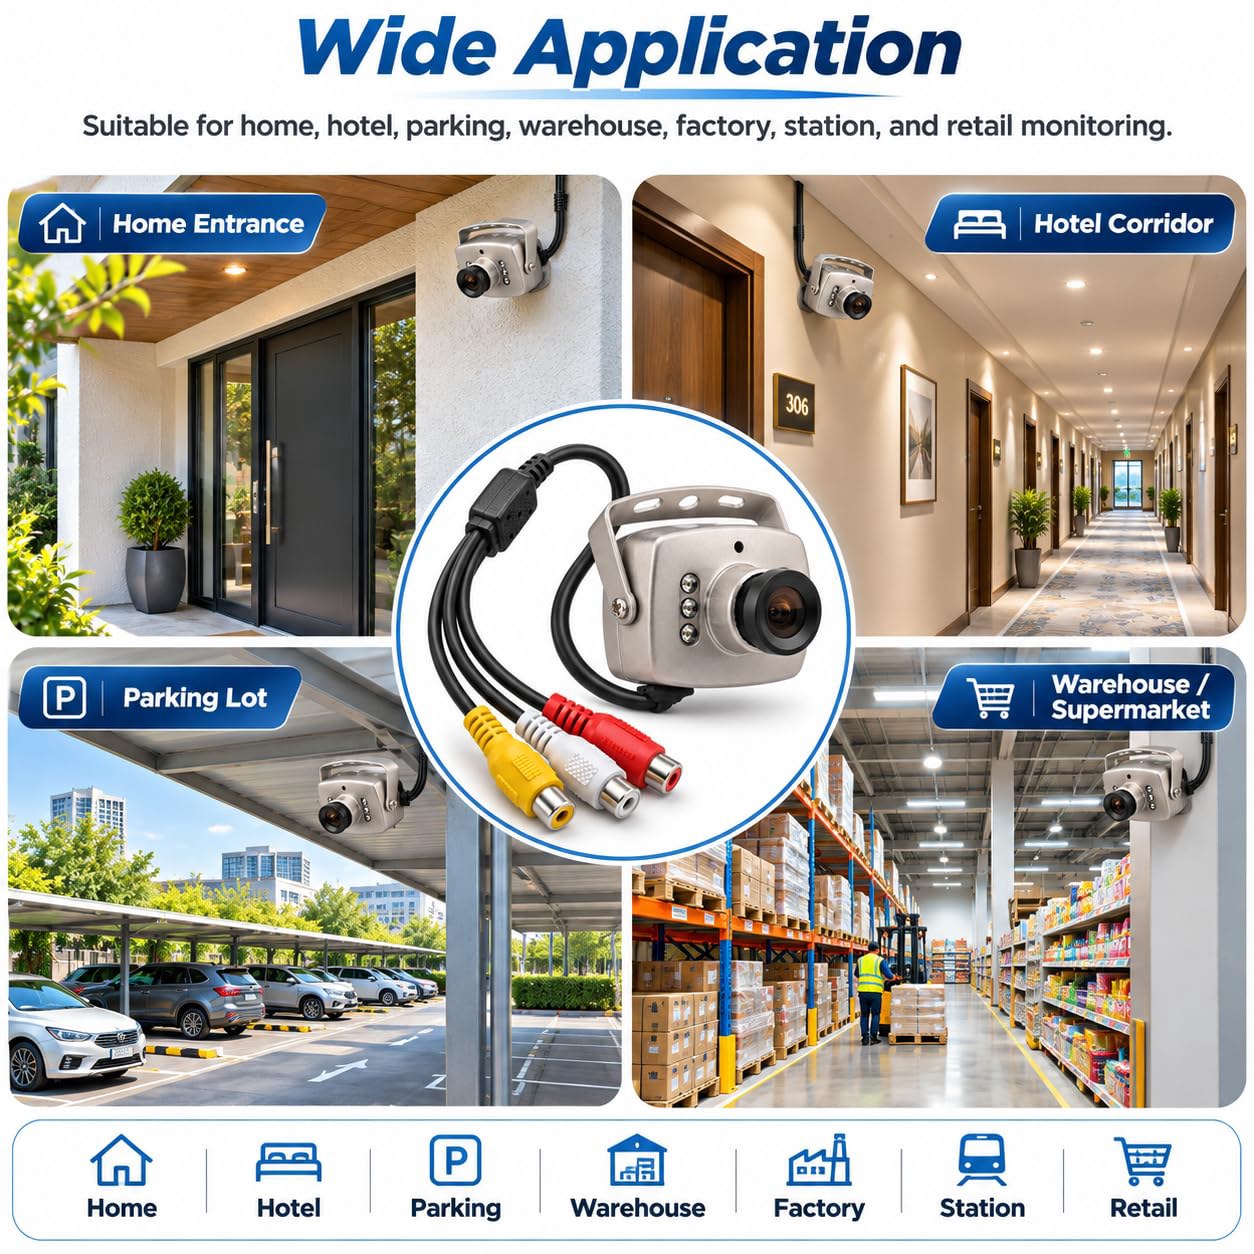 Wide Application
Suitable for home, hotel, parking, warehouse, factory, station, and retail monitoring.
Home Entrance
Hotel Corridor
306
P
Parking Lot
Warehouse /
Supermarket
Home
Hotel
P
Parking
Warehouse
Factory
Station
Retail